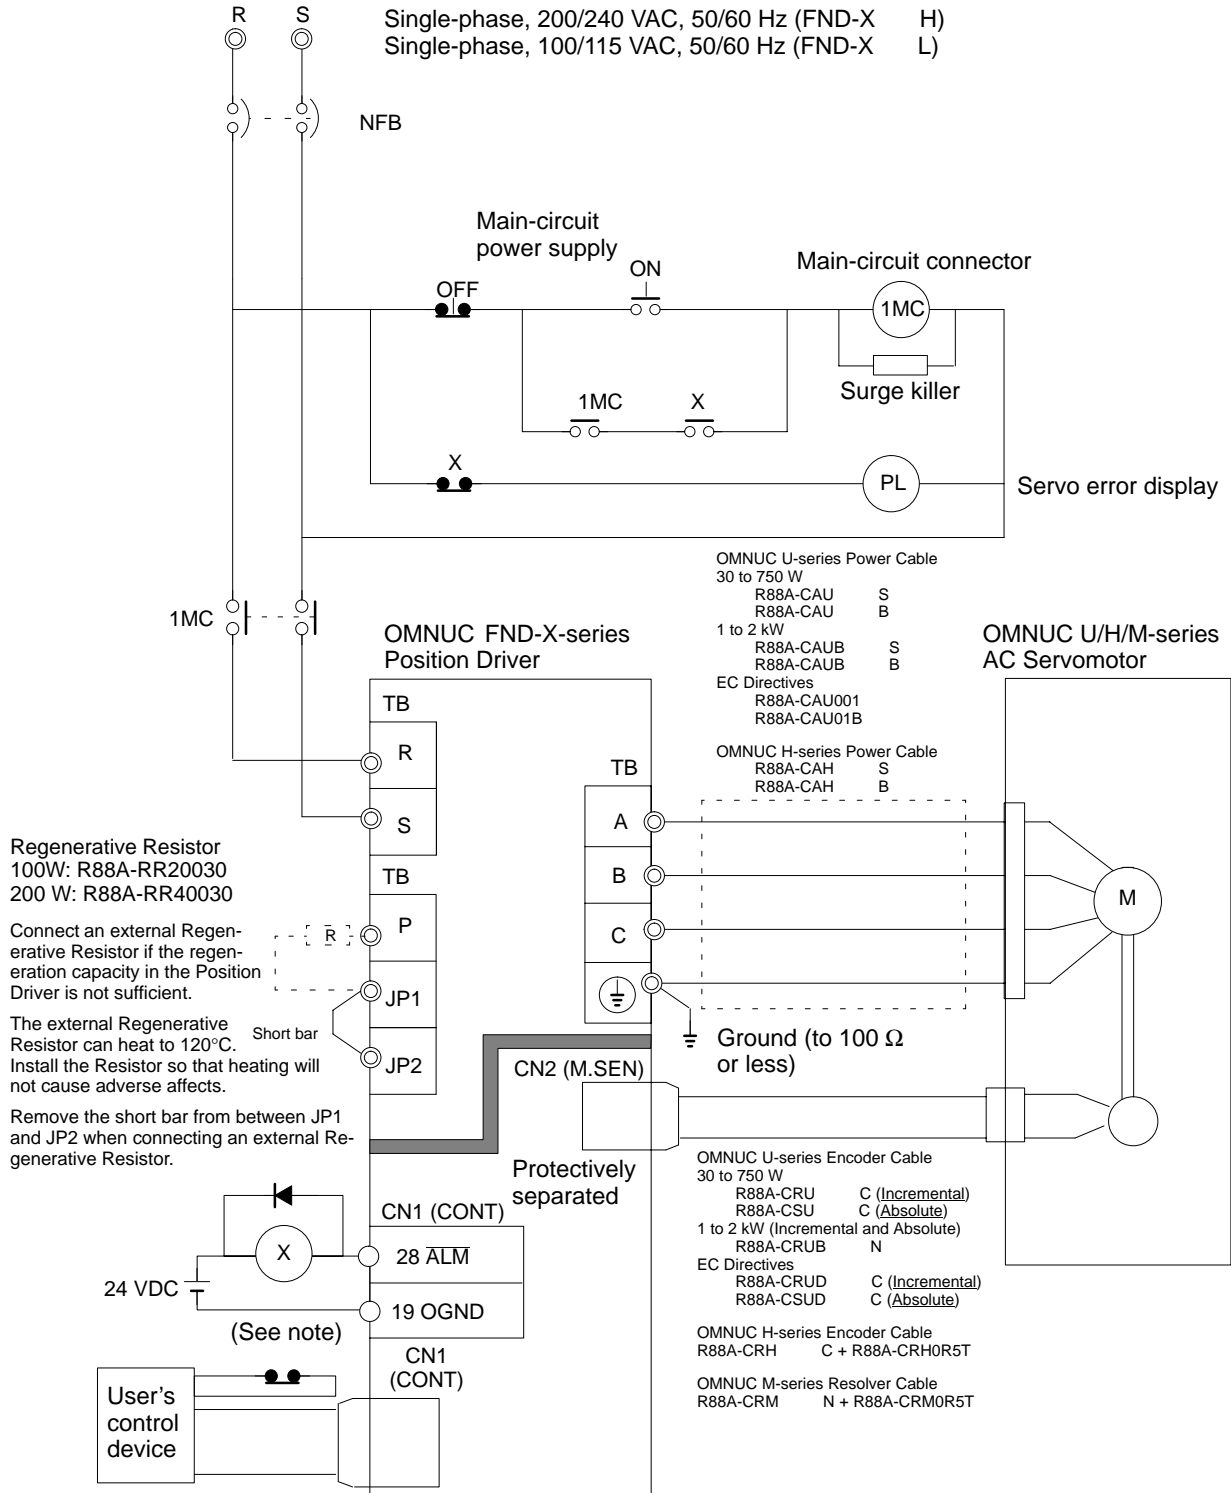 R
S
Single-phase, 200/240 VAC, 50/60 Hz (FND-X H)
Single-phase, 100/115 VAC, 50/60 Hz (FND-X L)
NFB
Main-circuit
power supply
OFF
ON
Main-circuit connector
1MC
Surge killer
1MC
X
X
PL
Servo error display
OMNUC U-series Power Cable
30 to 750 W
R88A-CAU S
R88A-CAU B
1 to 2 kW
R88A-CAUB S
R88A-CAUB B
EC Directives
R88A-CAU001
R88A-CAU01B
OMNUC H-series Power Cable
R88A-CAH S
R88A-CAH B
1MC
OMNUC FND-X-series
Position Driver
OMNUC U/H/M-series
AC Servomotor
TB
R
S
TB
A
B
C
M
Regenerative Resistor
100W: R88A-RR20030
200 W: R88A-RR40030
Connect an external Regen-
erative Resistor if the regen-
eration capacity in the Position
Driver is not sufficient.
The external Regenerative
Resistor can heat to 120°C.
Install the Resistor so that heating will
not cause adverse affects.
Remove the short bar from between JP1
and JP2 when connecting an external Re-
generative Resistor.
TB
R
P
JP1
Short bar
JP2
Ground (to 100 Ω
or less)
CN2 (M.SEN)
Protectively
separated
OMNUC U-series Encoder Cable
30 to 750 W
R88A-CRU C (Incremental)
R88A-CSU C (Absolute)
1 to 2 kW (Incremental and Absolute)
R88A-CRUB N
EC Directives
R88A-CRUD C (Incremental)
R88A-CSUD C (Absolute)
OMNUC H-series Encoder Cable
R88A-CRH C + R88A-CRH0R5T
OMNUC M-series Resolver Cable
R88A-CRM N + R88A-CRM0R5T
CN1 (CONT)
X
28 A̅L̅M̅
24 VDC
19 OGND
(See note)
CN1
(CONT)
User's
control
device